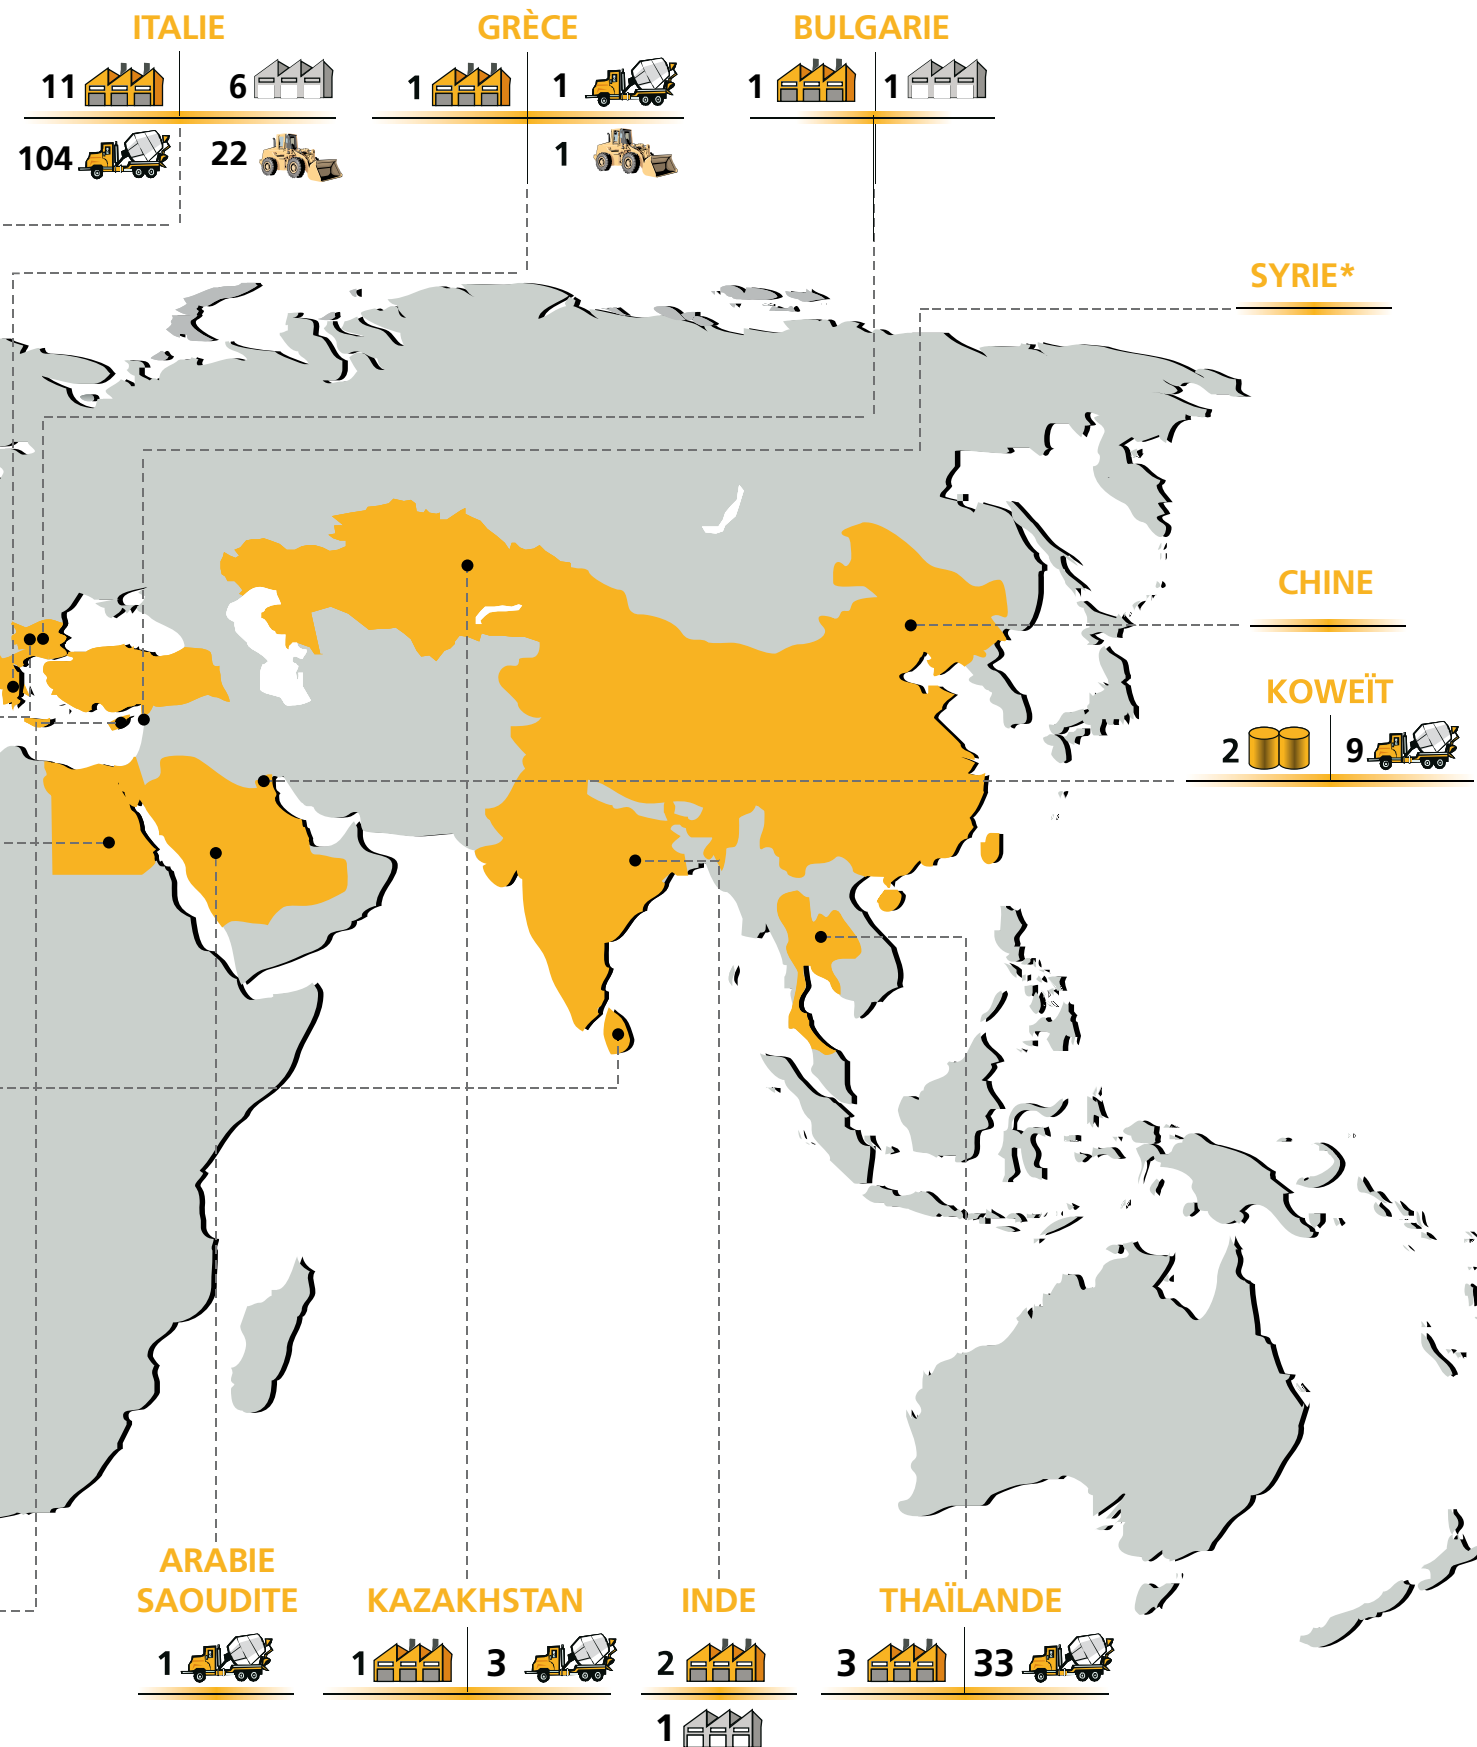 ITALIE
11
6
104
22
GRÈCE
1
1
1
BULGARIE
1
1
SYRIE*
CHINE
KOWEÏT
2
9
ARABIE
SAOUDITE
1
KAZAKHSTAN
1
3
INDE
2
1
THAÏLANDE
3
33